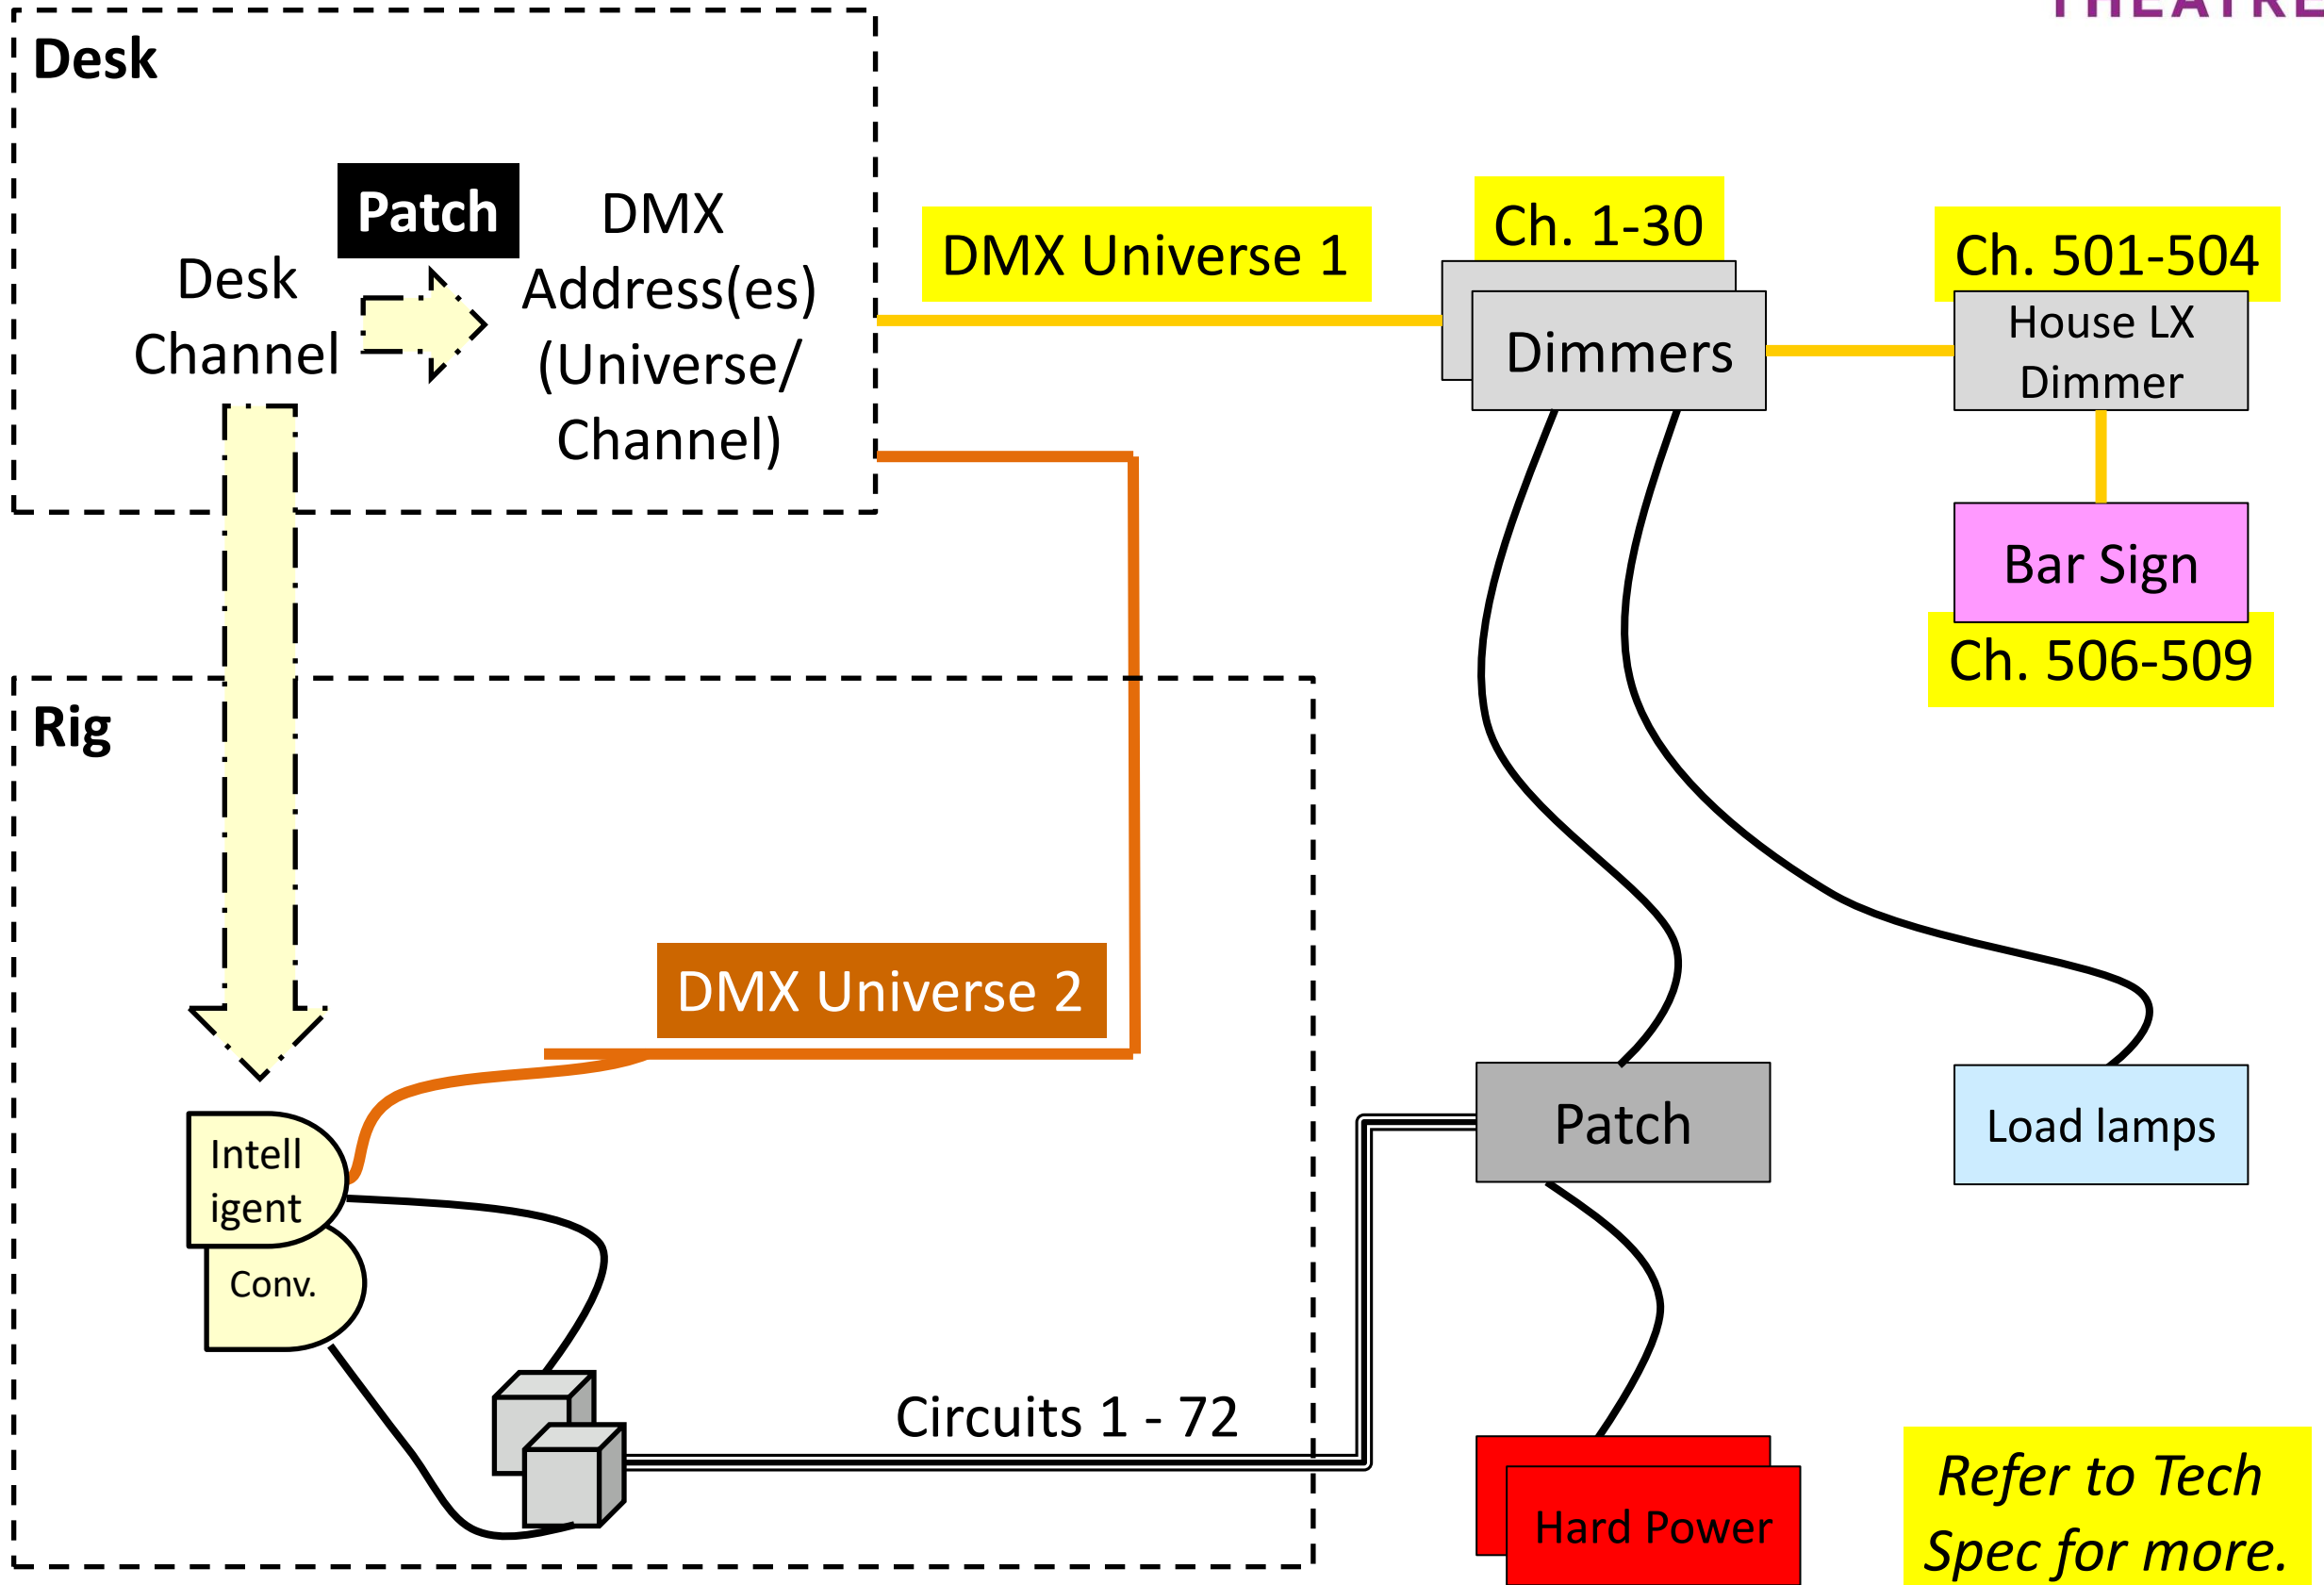 THEATRE
Desk
Patch
Desk
Channel
DMX
Address(es)
(Universe/
Channel)
DMX Universe 1
Ch. 1-30
Dimmers
Ch. 501-504
House LX
Dimmer
Bar Sign
Ch. 506-509
Rig
DMX Universe 2
Intell
igent
Conv.
Circuits 1 - 72
Patch
Load lamps
Hard Power
Refer to Tech
Spec for more.